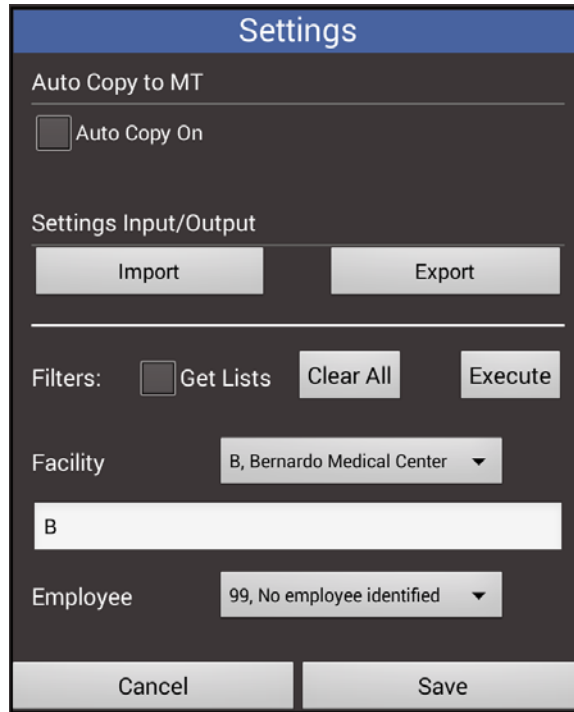 Settings
Auto Copy to MT
Auto Copy On
Settings Input/Output
Import Export
Filters: Get Lists Clear All Execute
Facility B, Bernardo Medical Center
B
Employee 99, No employee identified
Cancel Save